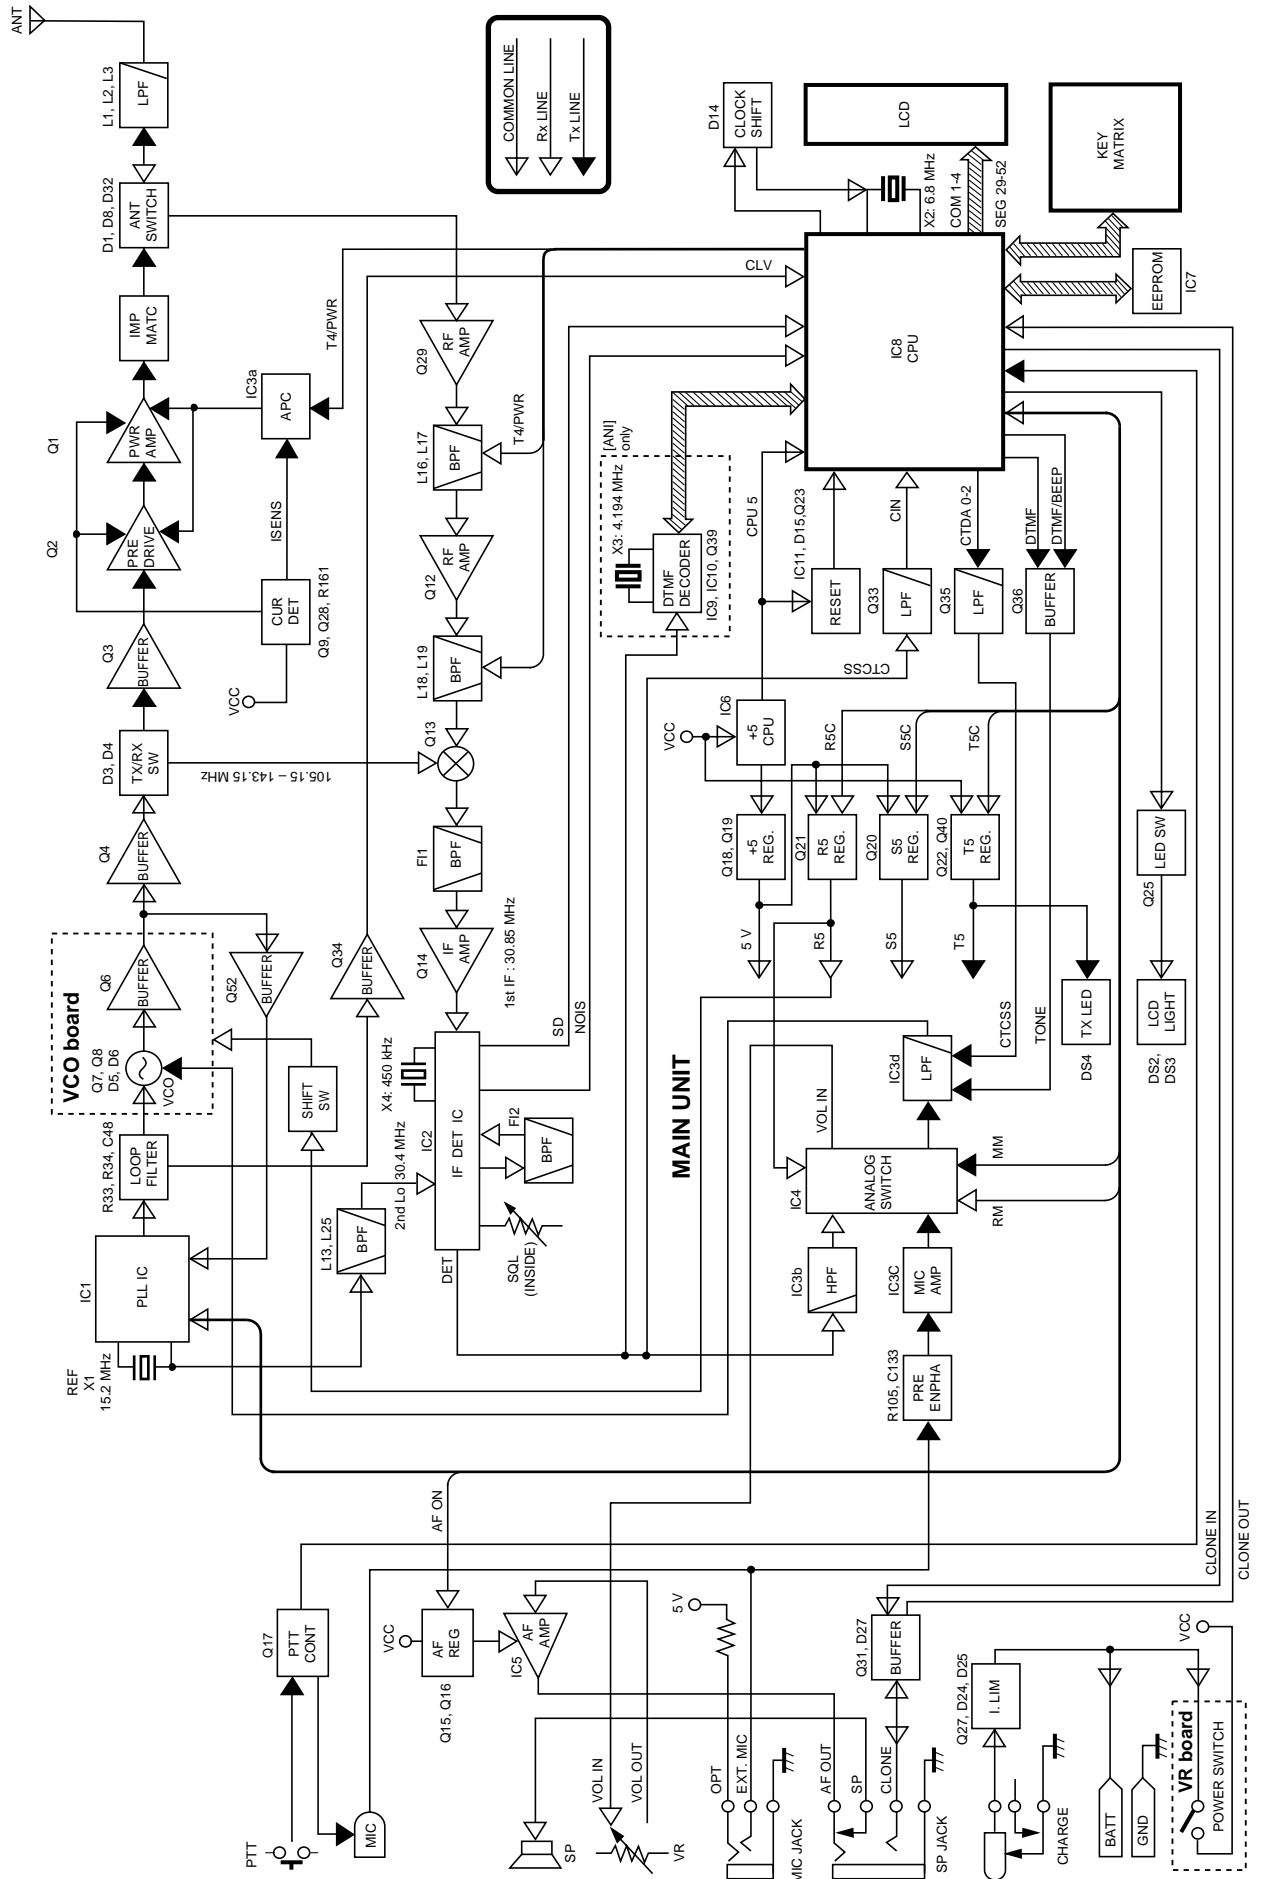 ANT
L1, L2, L3
LPF
D1, D8, D32
ANT
SWITCH
IMP
MATC
Q1
PWR
AMP
Q2
PRE
DRIVE
IC3a
APC
ISENS
CUR
DET
Q9, Q28, R161
VCC
T4/PWR
Q3
BUFFER
D3, D4
TX/RX
SW
105.15 – 143.15 MHz
Q4
BUFFER
VCO board
Q6
BUFFER
Q7, Q8
D5, D6
VCO
Q52
BUFFER
SHIFT
SW
R33, R34, C48
LOOP
FILTER
IC1
PLL IC
REF
X1
15.2 MHz
COMMON LINE
Rx LINE
Tx LINE
Q29
RF
AMP
L16, L17
BPF
T4/PWR
Q12
RF
AMP
L18, L19
BPF
Q13
FI1
BPF
Q14
IF
AMP
1st IF : 30.85 MHz
Q34
BUFFER
CLV
X4: 450 kHz
IC2
IF DET IC
2nd Lo 30.4 MHz
L13, L25
BPF
FI2
BPF
SQL
(INSIDE)
DET
SD
NOIS
D14
CLOCK
SHIFT
X2: 6.8 MHz
LCD
COM 1-4
SEG 29-52
KEY
MATRIX
EEPROM
IC7
IC8
CPU
[ANI]
only
X3: 4.194 MHz
DTMF
DECODER
IC9, IC10, Q39
CPU 5
IC11, D15,Q23
RESET
CIN
Q33
LPF
CTCSS
CTDA 0-2
Q35
LPF
DTMF
DTMF/BEEP
Q36
BUFFER
VCC
IC6
+5
CPU
R5C
S5C
T5C
Q18, Q19
+5
REG.
Q21
R5
REG.
Q20
S5
REG.
Q22, Q40
T5
REG.
5 V
R5
S5
T5
LED SW
Q25
LCD
LIGHT
DS2,
DS3
TX LED
DS4
CTCSS
TONE
MAIN UNIT
VOL IN
IC3d
LPF
IC4
ANALOG
SWITCH
MM
RM
IC3b
HPF
IC3C
MIC
AMP
R105, C133
PRE
ENPHA
AF ON
CLONE IN
CLONE OUT
Q17
PTT
CONT
PTT
MIC
VCC
AF
REG
Q15, Q16
IC5
AF
AMP
SP
VOL IN
VOL OUT
VR
5 V
OPT
EXT. MIC
MIC JACK
AF OUT
SP
CLONE
SP JACK
Q31, D27
BUFFER
Q27, D24, D25
I. LIM
CHARGE
BATT
GND
VCC
VR board
POWER SWITCH